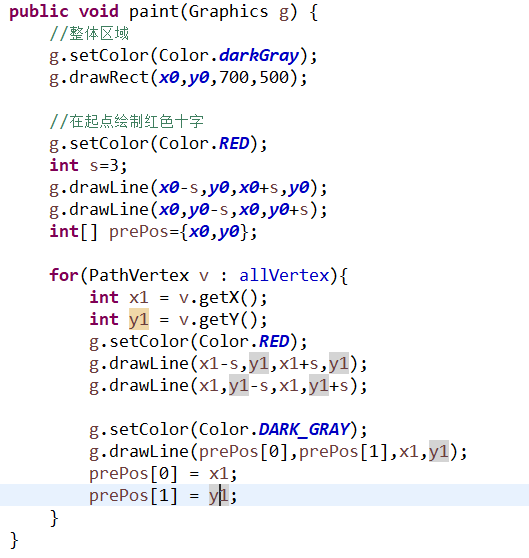 public void paint(Graphics g) {
    //整体区域
    g.setColor(Color.darkGray);
    g.drawRect(x0,y0,700,500);

    //在起点绘制红色十字
    g.setColor(Color.RED);
    int s=3;
    g.drawLine(x0-s,y0,x0+s,y0);
    g.drawLine(x0,y0-s,x0,y0+s);
    int[] prePos={x0,y0};

    for(PathVertex v : allVertex){
        int x1 = v.getX();
        int y1 = v.getY();
        g.setColor(Color.RED);
        g.drawLine(x1-s,y1,x1+s,y1);
        g.drawLine(x1,y1-s,x1,y1+s);

        g.setColor(Color.DARK_GRAY);
        g.drawLine(prePos[0],prePos[1],x1,y1);
        prePos[0] = x1;
        prePos[1] = y1;
    }
}